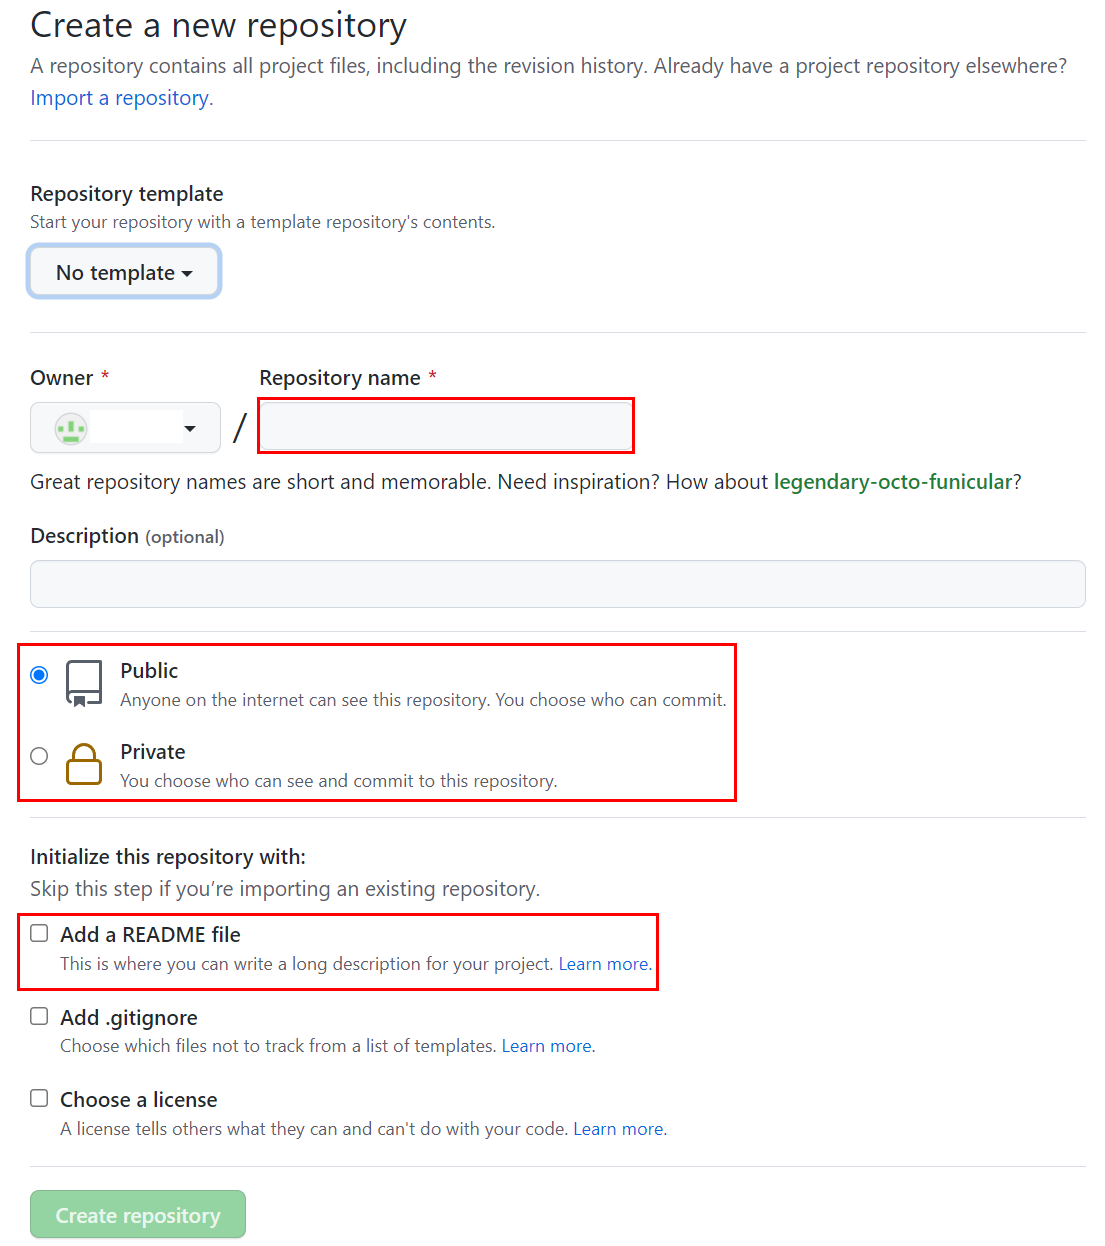 Create a new repository
A repository contains all project files, including the revision history. Already have a project repository elsewhere?
Import a repository.
Repository template
Start your repository with a template repository's contents.
No template
Owner *
Repository name *
/
Great repository names are short and memorable. Need inspiration? How about legendary-octo-funicular?
Description (optional)
Public
Anyone on the internet can see this repository. You choose who can commit.
Private
You choose who can see and commit to this repository.
Initialize this repository with:
Skip this step if you’re importing an existing repository.
Add a README file
This is where you can write a long description for your project. Learn more.
Add .gitignore
Choose which files not to track from a list of templates. Learn more.
Choose a license
A license tells others what they can and can't do with your code. Learn more.
Create repository